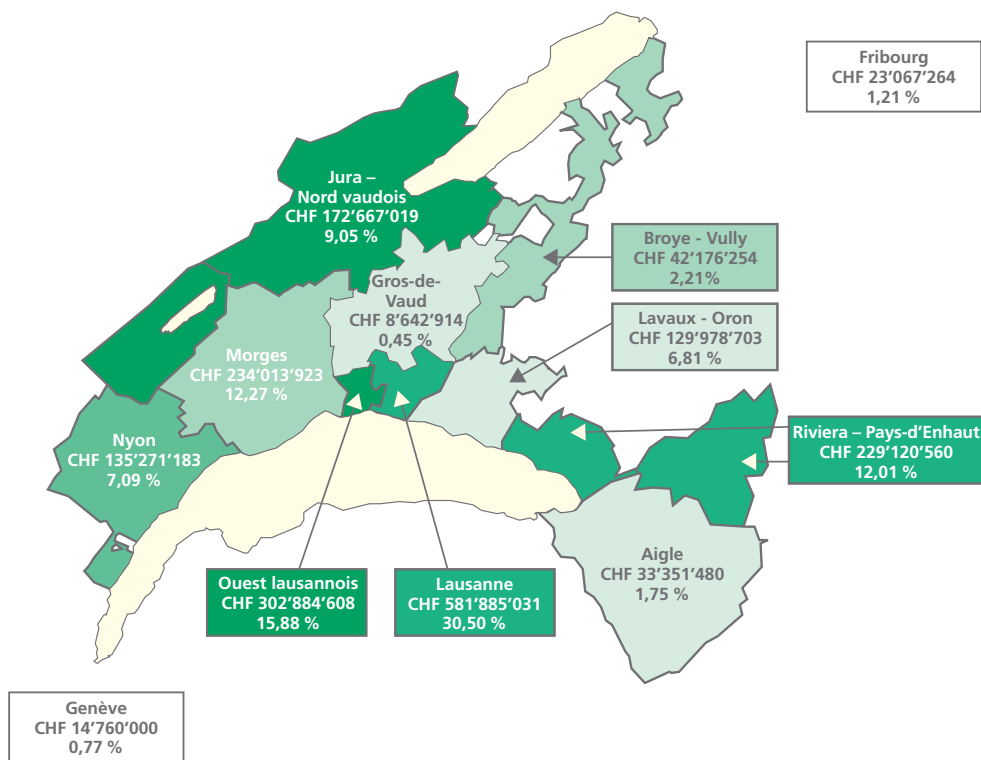 Fribourg
CHF 23’067’264
1,21 %
Jura –
Nord vaudois
CHF 172’667’019
9,05 %
Broye - Vully
CHF 42’176’254
2,21%
Gros-de-
Vaud
CHF 8’642’914
0,45 %
Lavaux - Oron
CHF 129’978’703
6,81 %
Morges
CHF 234’013’923
12,27 %
Nyon
CHF 135’271’183
7,09 %
Riviera – Pays-d’Enhaut
CHF 229’120’560
12,01 %
Aigle
CHF 33’351’480
1,75 %
Ouest lausannois
CHF 302’884’608
15,88 %
Lausanne
CHF 581’885’031
30,50 %
Genève
CHF 14’760’000
0,77 %